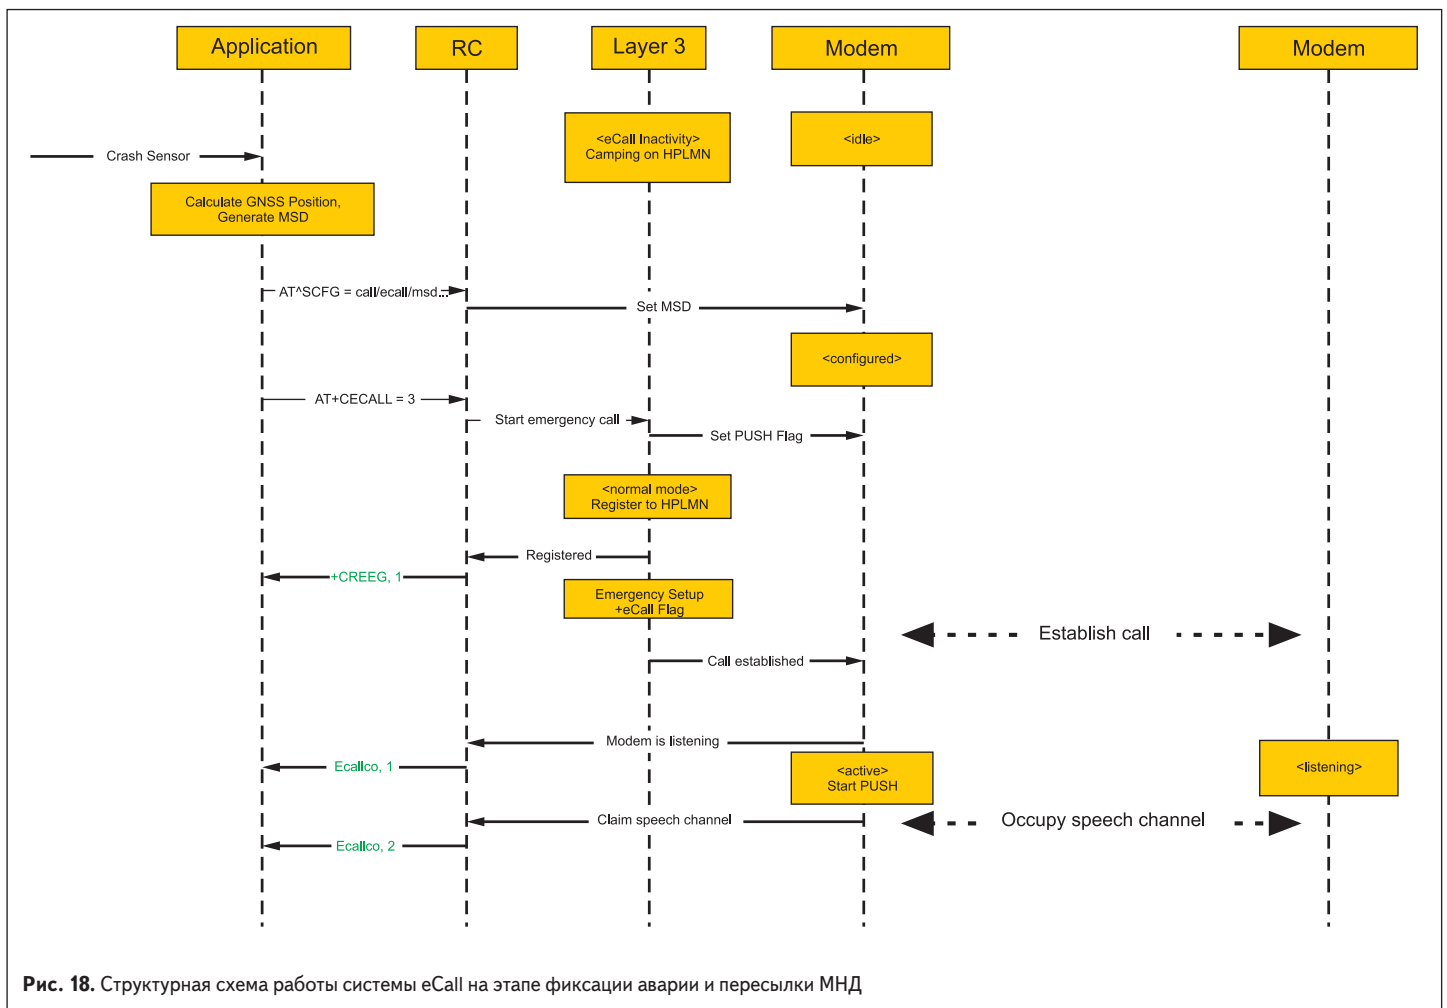 Application
RC
Layer 3
Modem
Modem
<eCall Inactivity>
Camping on HPLMN
<idle>
Crash Sensor
Calculate GNSS Position,
Generate MSD
AT^SCFG = call/ecall/msd...
Set MSD
<configured>
AT+CECALL = 3
Start emergency call
Set PUSH Flag
<normal mode>
Register to HPLMN
Registered
+CREEG, 1
Emergency Setup
+eCall Flag
Establish call
Call established
Modem is listening
Ecallco, 1
<active>
Start PUSH
<listening>
Claim speech channel
Occupy speech channel
Ecallco, 2
Рис. 18. Структурная схема работы системы eCall на этапе фиксации аварии и пересылки МНД